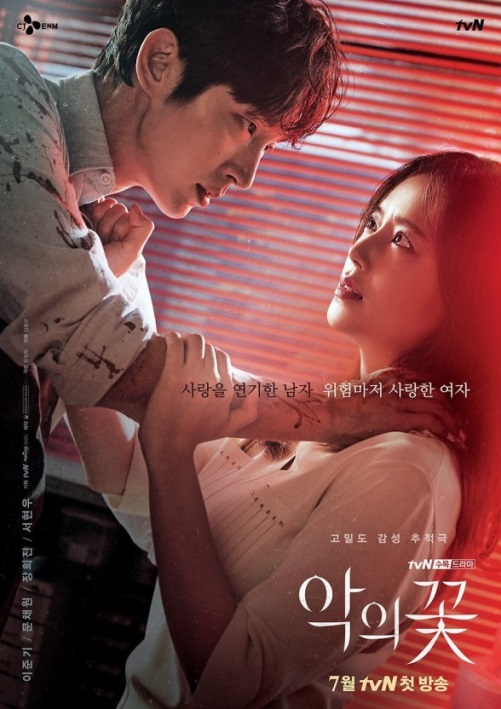 CJ ENM
tvN
사랑을 연기한 남자 위험마저 사랑한 여자
고밀도 감성 추적극
tvN 수목 드라마
악의 꽃
7월 tvN 첫 방송
이준기 / 문채원 / 장희진 / 서현우